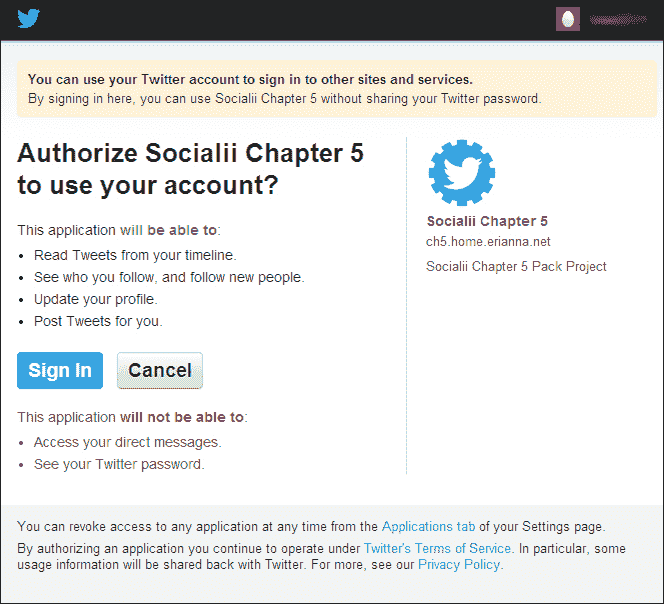 You can use your Twitter account to sign in to other sites and services.
By signing in here, you can use Socialii Chapter 5 without sharing your Twitter password.
Authorize Socialii Chapter 5
to use your account?
This application will be able to:
• Read Tweets from your timeline.
• See who you follow, and follow new people.
• Update your profile.
• Post Tweets for you.
Sign In
Cancel
This application will not be able to:
• Access your direct messages.
• See your Twitter password.
Socialii Chapter 5
ch5.home.erianna.net
Socialii Chapter 5 Pack Project
You can revoke access to any application at any time from the Applications tab of your Settings page.
By authorizing an application you continue to operate under Twitter's Terms of Service. In particular, some
usage information will be shared back with Twitter. For more, see our Privacy Policy.